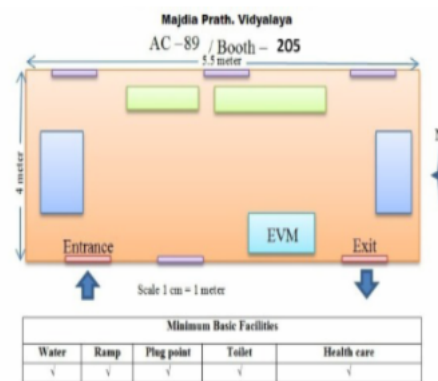 Majdia Prath. Vidyalaya
AC -89 / Booth - 205
5.5 meter
4 meter
EVM
Entrance
Exit
Scale 1 cm = 1 meter
Minimum Basic Facilities
Water Ramp Plug point Toilet Health care
√ √ √ √ √